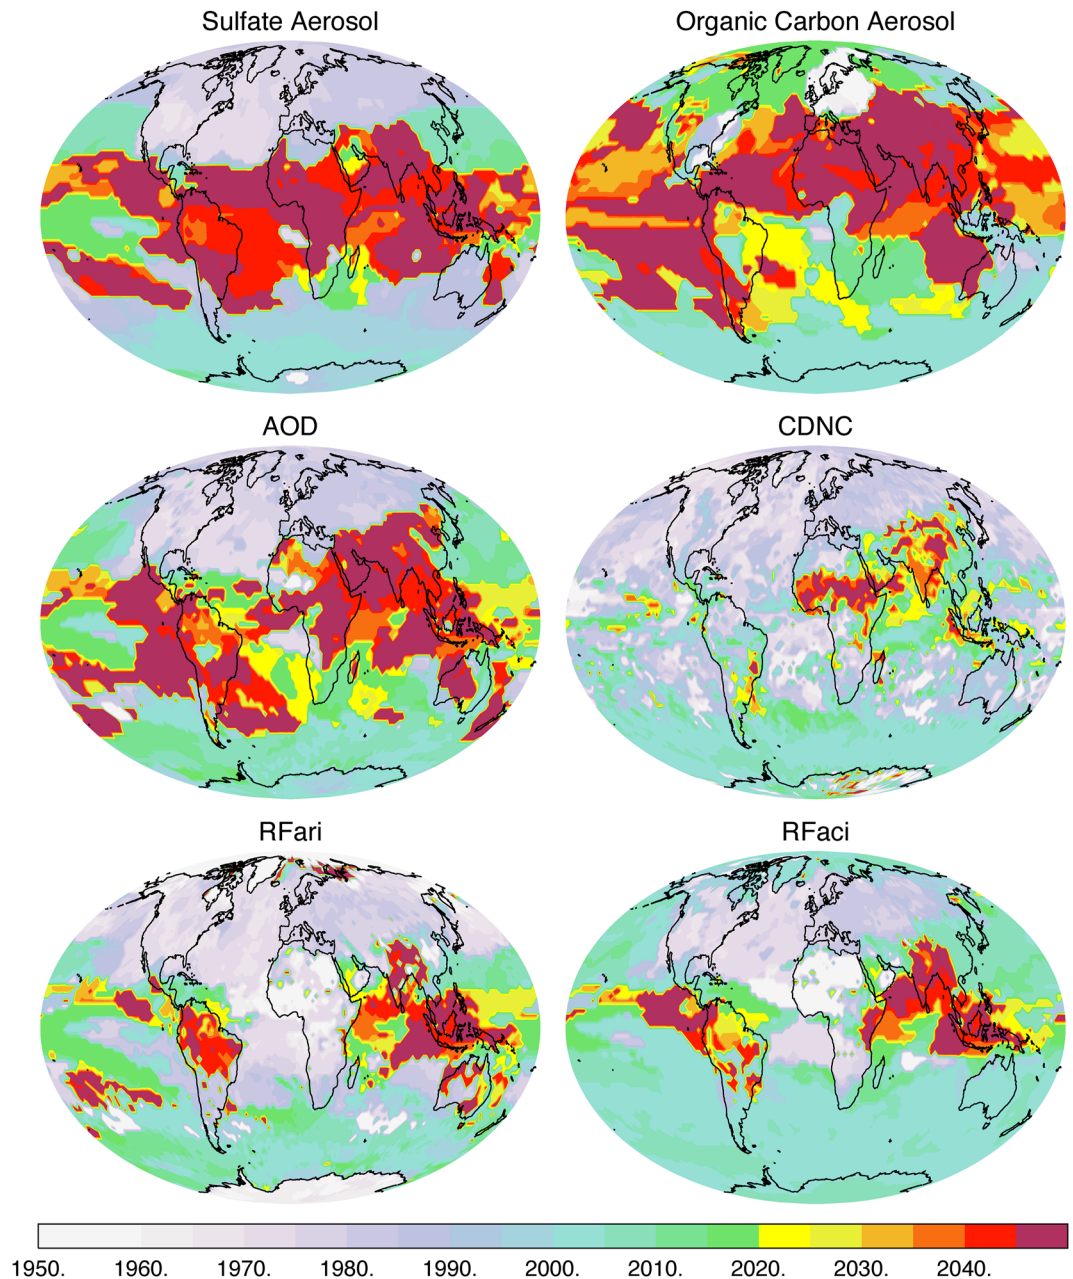 Sulfate Aerosol
Organic Carbon Aerosol
AOD
CDNC
RFari
RFaci
1950. 1960. 1970. 1980. 1990. 2000. 2010. 2020. 2030. 2040.